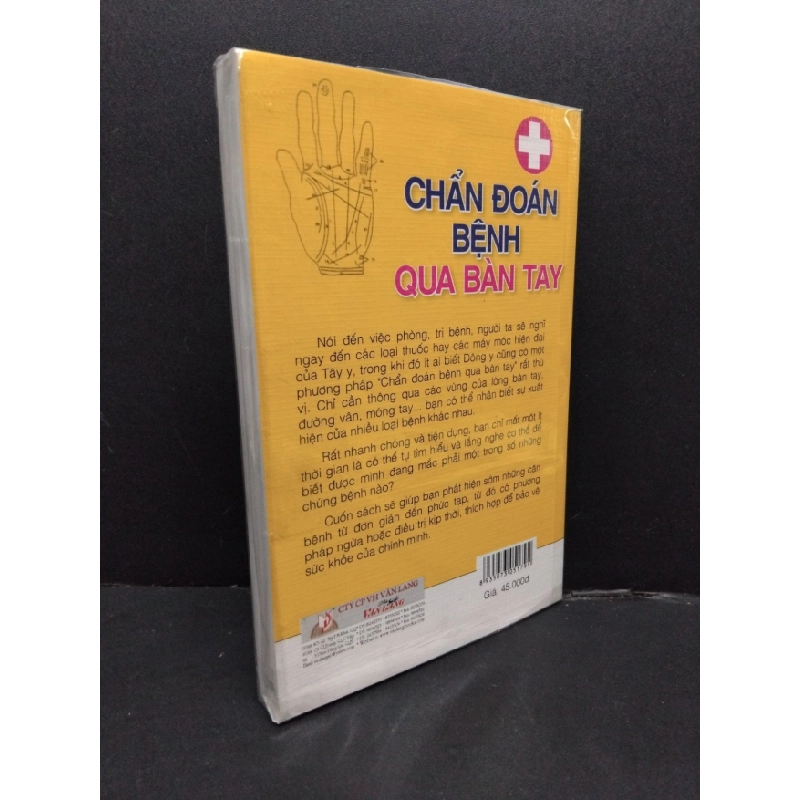 CHẨN ĐOÁN
BỆNH
QUA BÀN TAY
Nói đến việc phòng, trị bệnh, người ta sẽ nghĩ
ngay đến các loại thuốc hay các máy móc hiện đại
của Tây y, trong khi đó ít ai biết Đông y cũng có một
phương pháp "Chẩn đoán bệnh qua bàn tay" rất thú
vị. Chỉ cần thông qua các vùng của lòng bàn tay,
đường vân, móng tay... bạn có thể nhận biết sự xuất
hiện của nhiều loại bệnh khác nhau.
Rất nhanh chóng và tiện dụng, bạn chỉ mất một ít
thời gian là có thể tự tìm hiểu và lắng nghe cơ thể để
biết được mình đang mắc phải một trong số những
chứng bệnh nào?
Cuốn sách sẽ giúp bạn phát hiện sớm những căn
bệnh từ đơn giản đến phức tạp, từ đó có phương
pháp ngừa hoặc điều trị kịp thời, thích hợp để bảo vệ
sức khỏe của chính mình.
Giá: 45.000đ
CTY CP VH VĂN LANG
VĂN LANG